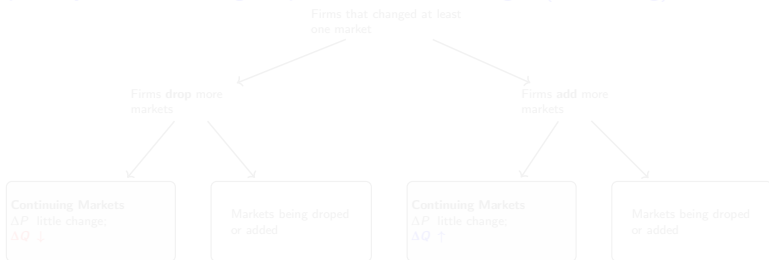 Firms that changed at least
one market
Firms drop more
markets
Firms add more
markets
Continuing Markets
ΔP little change;
ΔQ ↓
Markets being droped
or added
Continuing Markets
ΔP little change;
ΔQ ↑
Markets being droped
or added